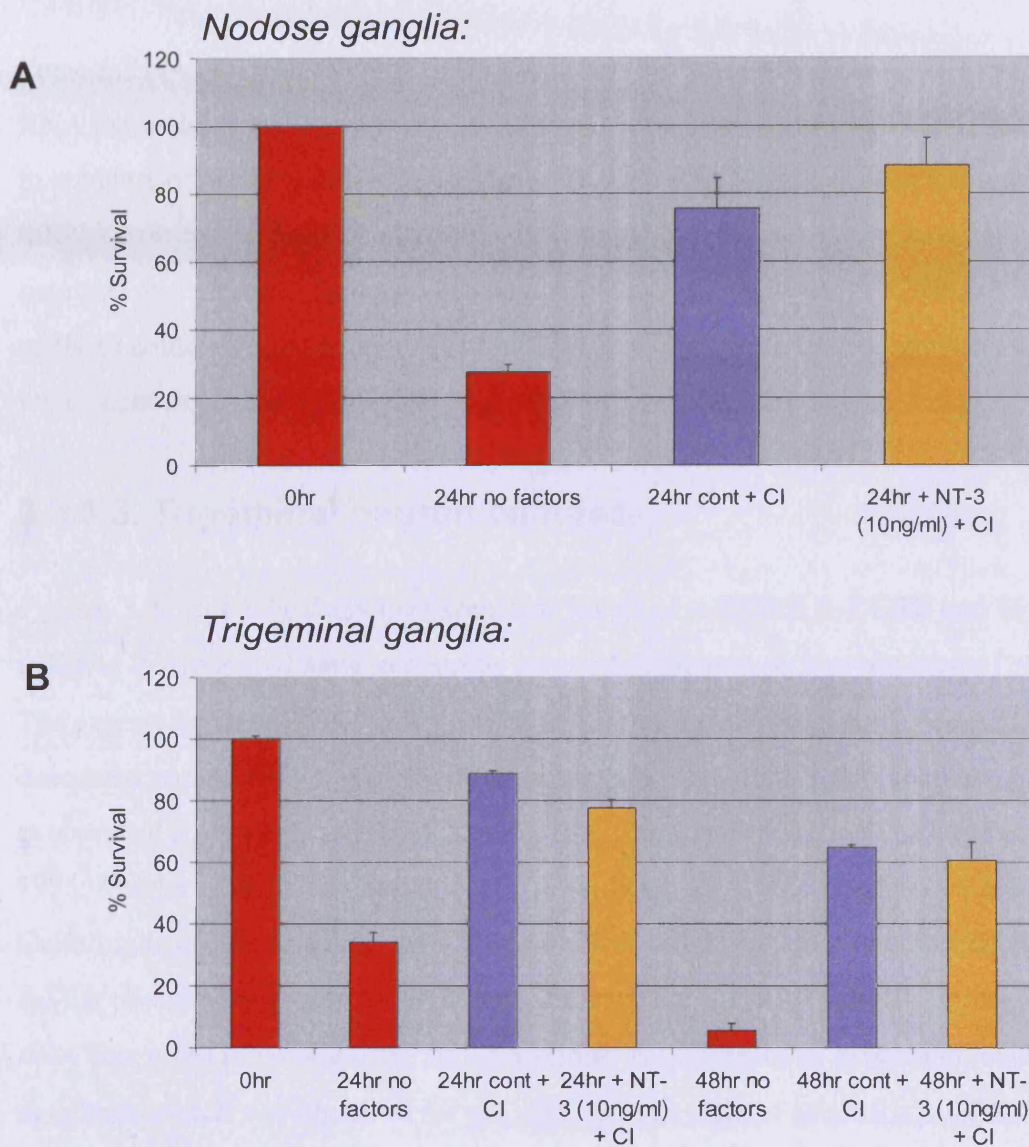 Nodose ganglia:
A
120
100
80
60
40
20
0
% Survival
0hr
24hr no factors
24hr cont + CI
24hr + NT-3
(10ng/ml) + CI
Trigeminal ganglia:
B
120
100
80
60
40
20
0
% Survival
0hr
24hr no
factors
24hr cont +
CI
24hr + NT-
3 (10ng/ml)
+ CI
48hr no
factors
48hr cont +
CI
48hr + NT-
3 (10ng/ml)
+ CI